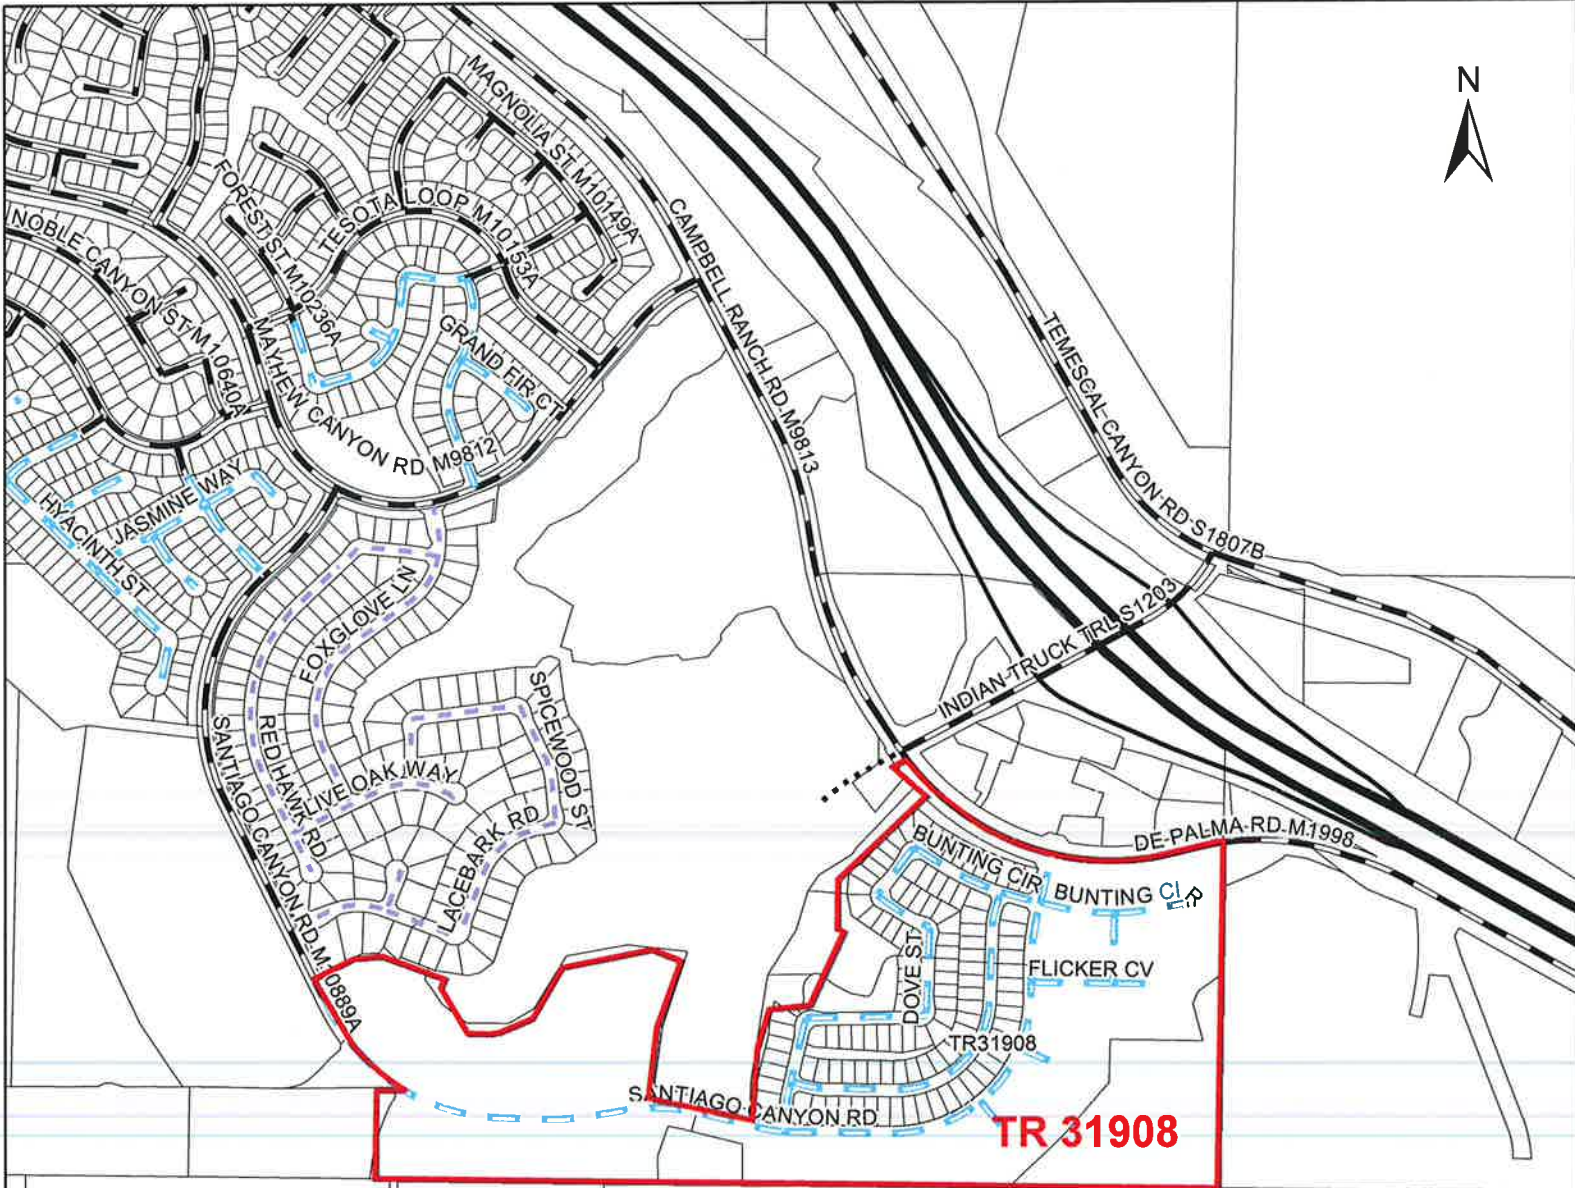 N
MAGNOLIA ST M10149A
FOREST ST M10236A
TESOTA LOOP M10153A
NOBLE CANYON ST M10640A
CAMPBELL RANCH RD M9813
MAYHEW CANYON RD M9812
GRAND FIR CT
TEMESCAL CANYON RD S1807B
JASMINE WAY
HYACINTH ST
FOXGLOVE LN
INDIAN TRUCK TRL S1203
SPICEWOOD ST
REDHAWK RD
LIVE OAK WAY
LACEBARK RD
SANTIAGO CANYON RD M10889A
DE PALMA RD M1998
BUNTING CIR
BUNTING CIR
DOVE ST
FLICKER CV
TR31908
SANTIAGO CANYON RD
TR 31908